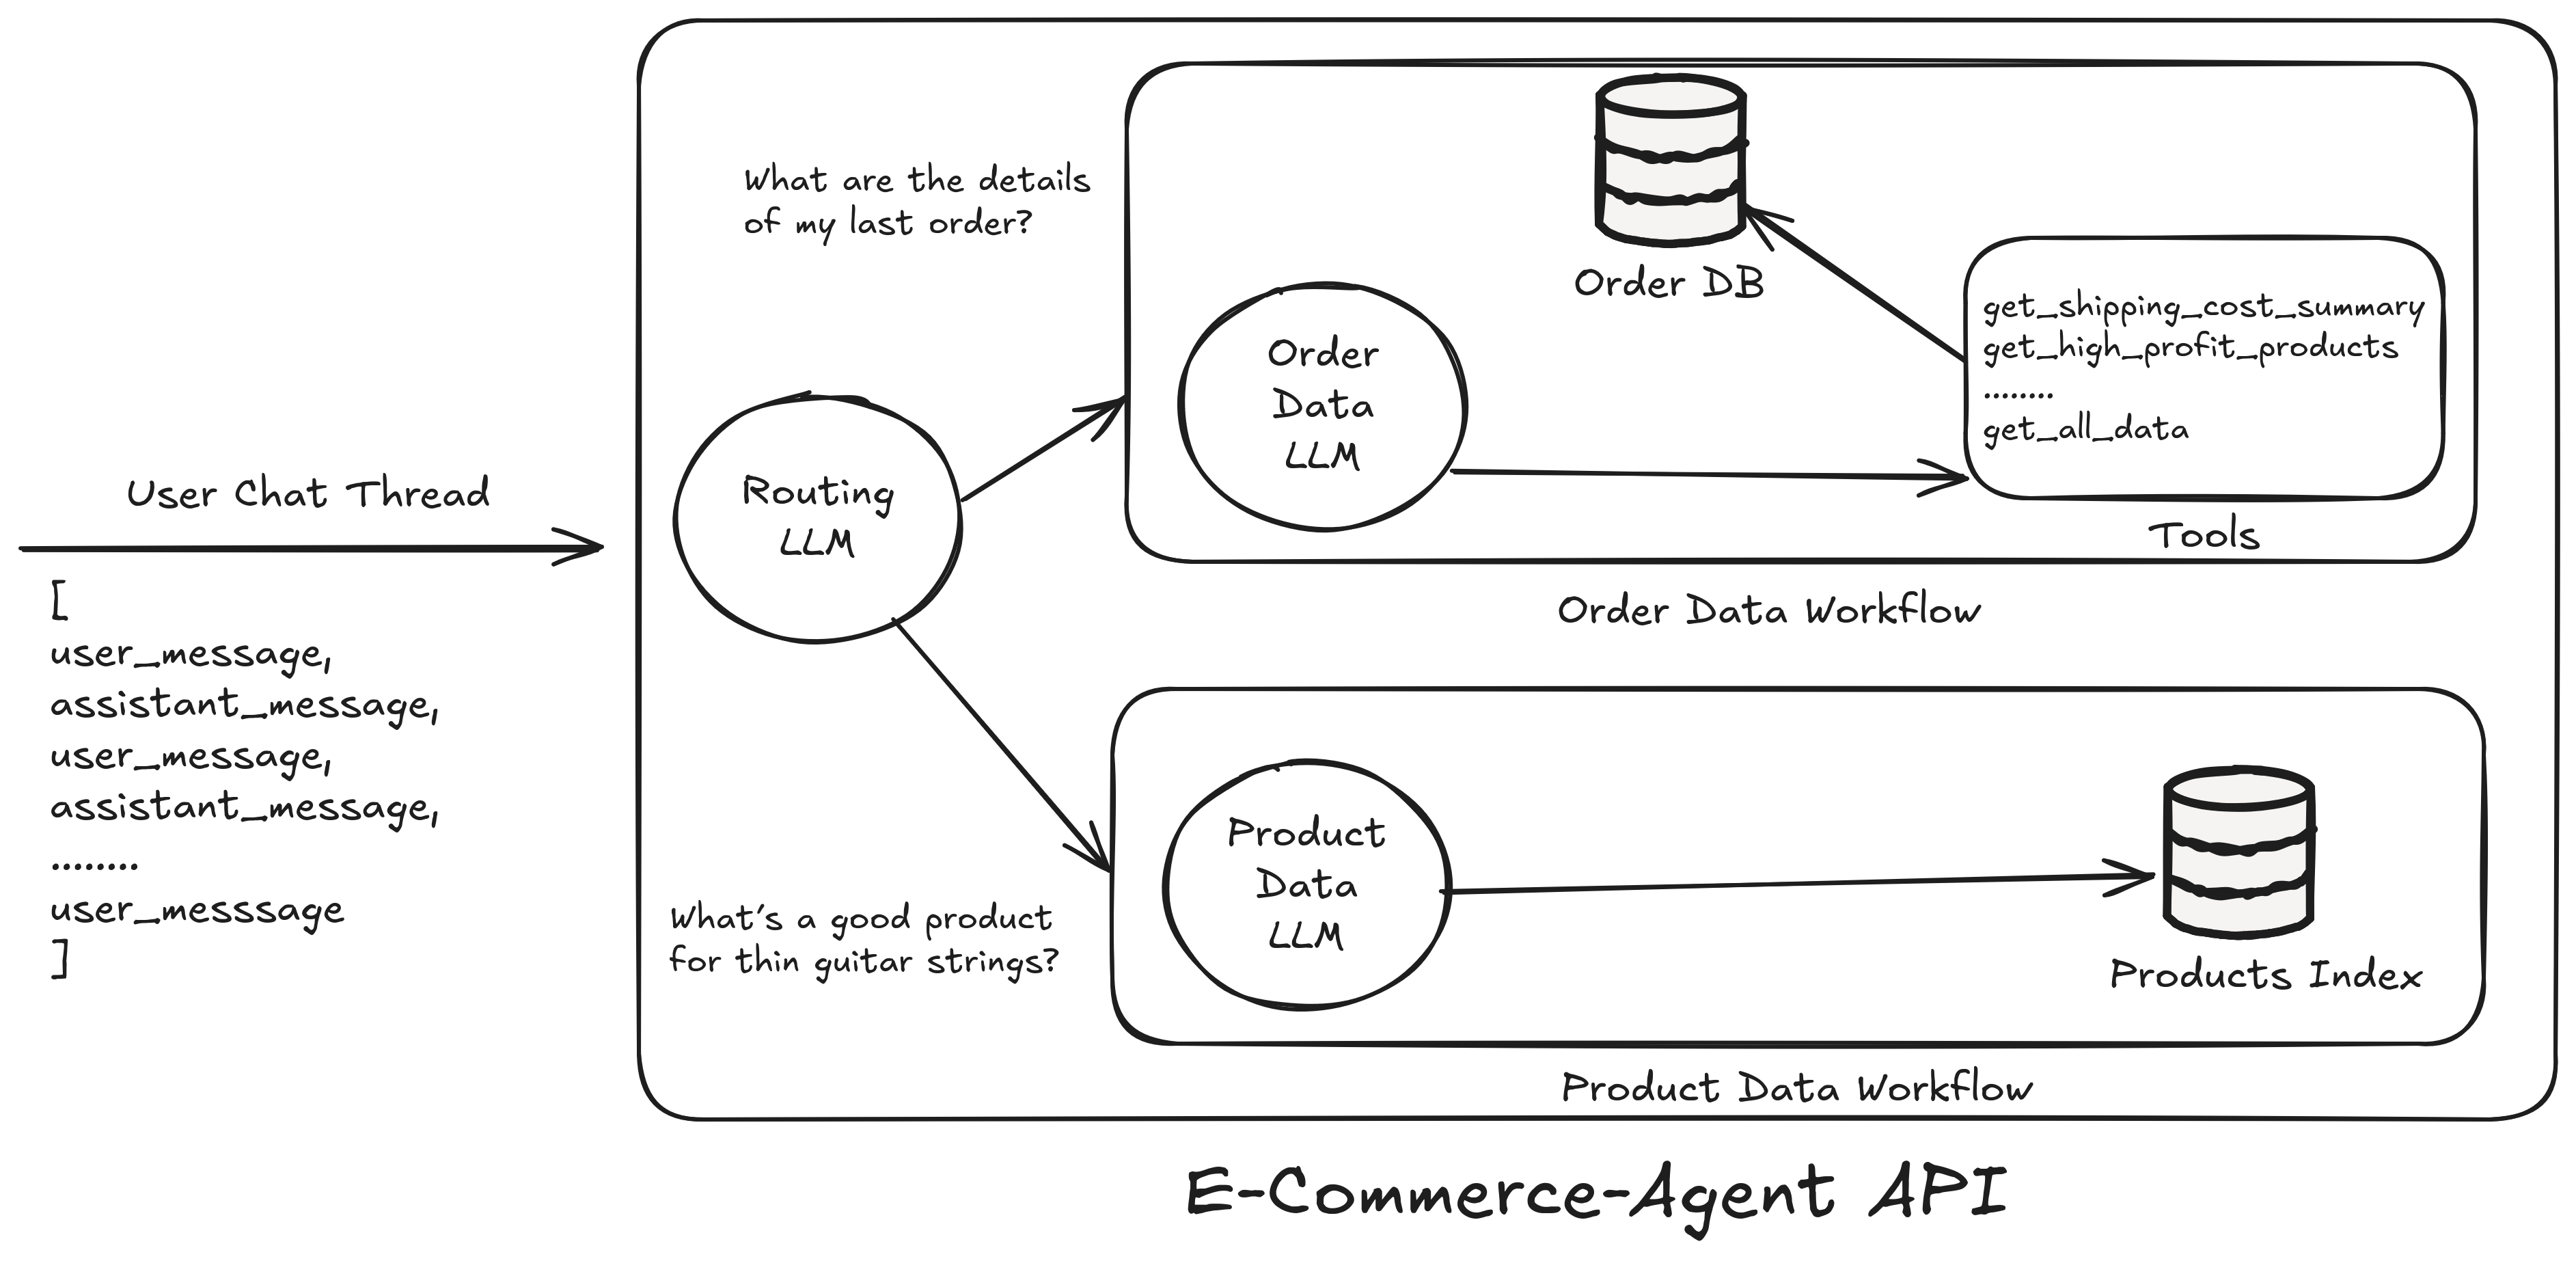 User Chat Thread
[
user_message,
assistant_message,
user_message,
assistant_message,
........
user_messsage
]
What are the details
of my last order?
Routing
LLM
What's a good product
for thin guitar strings?
Order
Data
LLM
Order DB
get_shipping_cost_summary
get_high_profit_products
........
get_all_data
Tools
Order Data Workflow
Product
Data
LLM
Products Index
Product Data Workflow
E-Commerce-Agent API